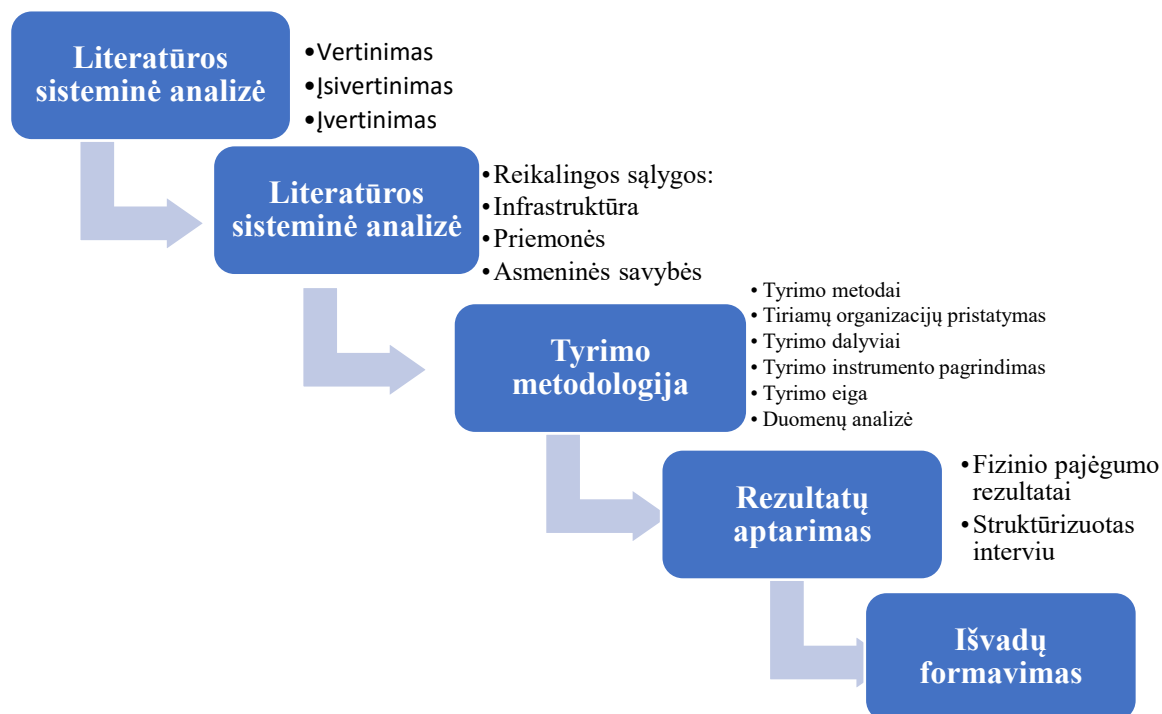 Literatūros
sisteminė analizė
•Vertinimas
•Įsivertinimas
•Įvertinimas
Literatūros
sisteminė analizė
•Reikalingos sąlygos:
•Infrastruktūra
•Priemonės
•Asmeninės savybės
Tyrimo
metodologija
• Tyrimo metodai
• Tiriamų organizacijų pristatymas
• Tyrimo dalyviai
• Tyrimo instrumento pagrindimas
• Tyrimo eiga
• Duomenų analizė
Rezultatų
aptarimas
•Fizinio pajėgumo
rezultatai
•Struktūrizuotas
interviu
Išvadų
formavimas